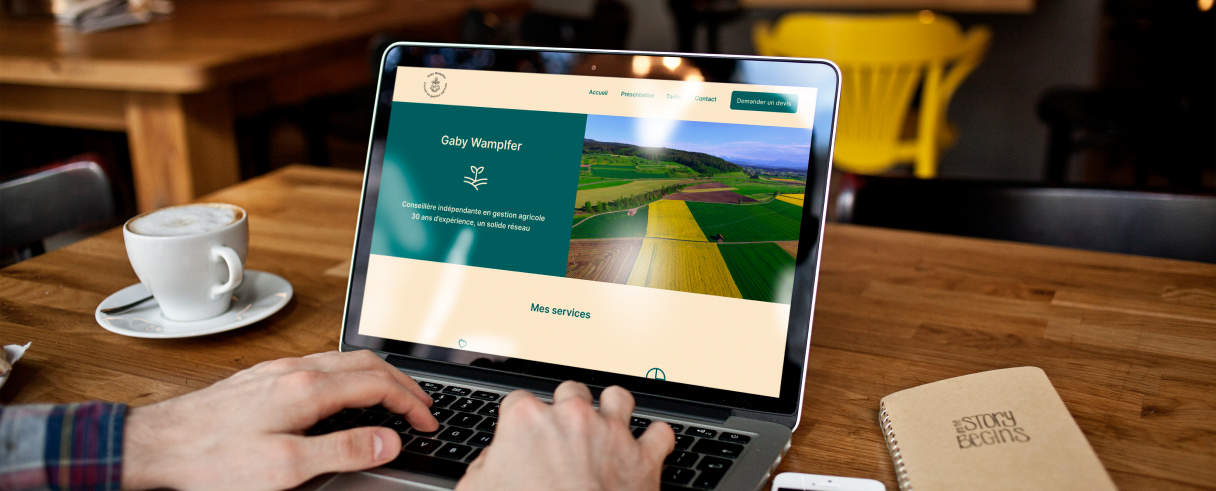 Accueil
Présentation
Tarifs
Contact
Demander un devis
Gaby Wamplfer
Conseillère indépendante en gestion agricole
30 ans d'expérience, un solide réseau
Mes services
the STORY
BEGINS